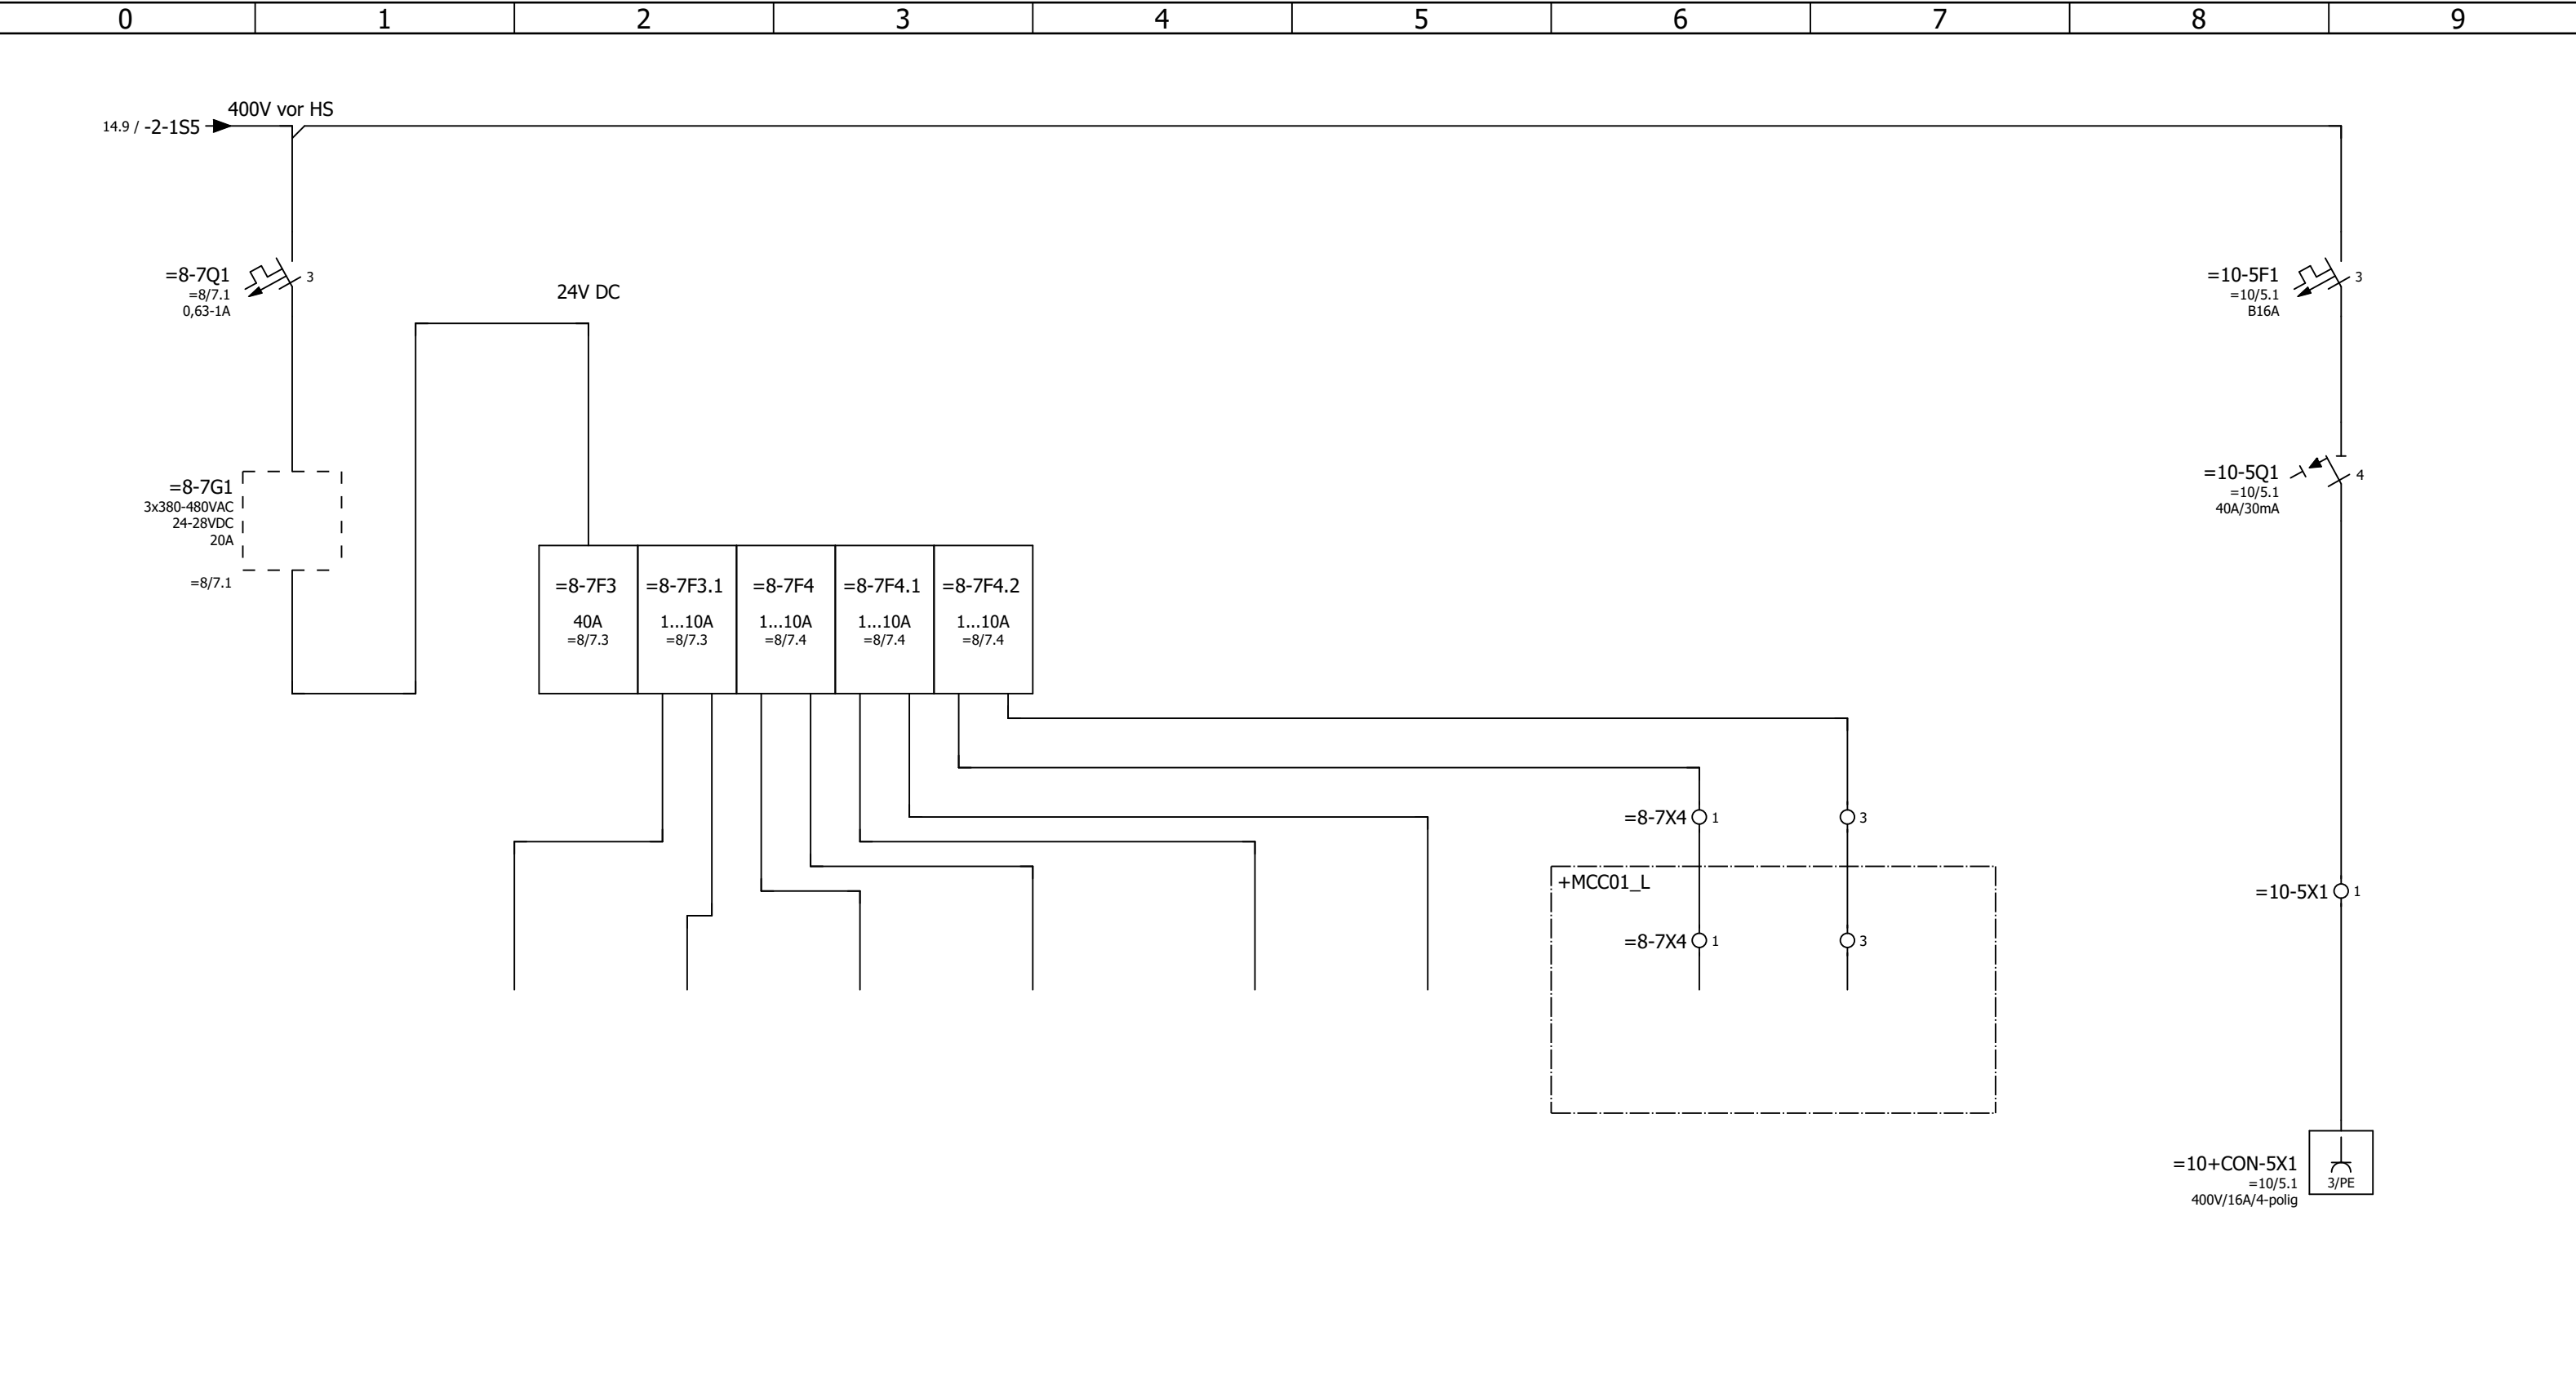 0 1 2 3 4 5 6 7 8 9
400V vor HS
14.9 / -2-1S5
=8-7Q1
=8/7.1
0,63-1A
3
24V DC
=10-5F1
=10/5.1
B16A
3
=8-7G1
3x380-480VAC
24-28VDC
20A
=8/7.1
=10-5Q1
=10/5.1
40A/30mA
4
=8-7F3
40A
=8/7.3
=8-7F3.1
1...10A
=8/7.3
=8-7F4
1...10A
=8/7.4
=8-7F4.1
1...10A
=8/7.4
=8-7F4.2
1...10A
=8/7.4
=8-7X4 1
3
+MCC01_L
=8-7X4 1
3
=10-5X1 1
=10+CON-5X1
=10/5.1
400V/16A/4-polig
3/PE